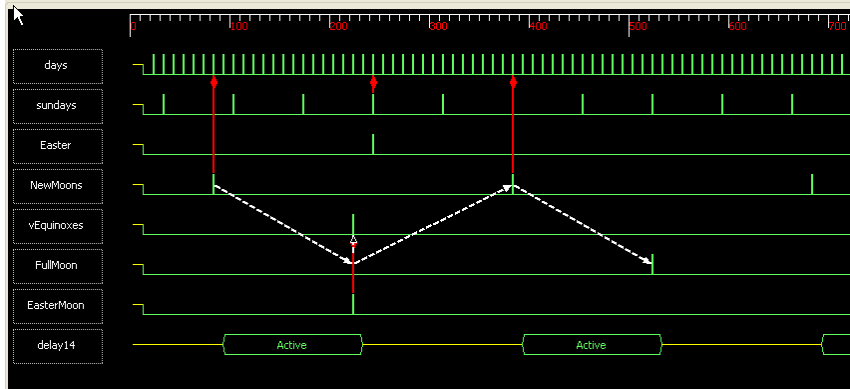 0 100 200 300 400 500 600 700
days
sundays
Easter
NewMoons
vEquinoxes
FullMoon
EasterMoon
delay14 Active Active